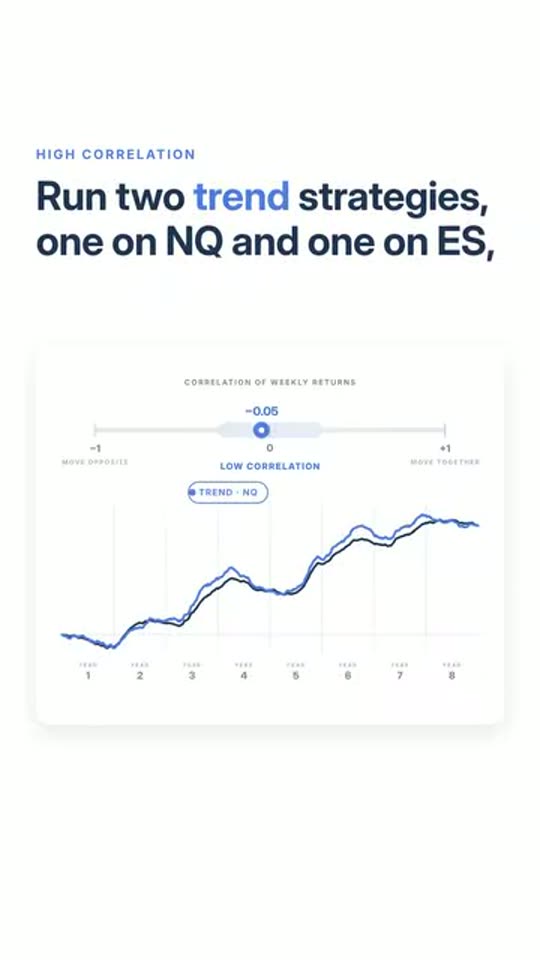 HIGH CORRELATION
Run two trend strategies,
one on NQ and one on ES,
CORRELATION OF WEEKLY RETURNS
−0.05
−1 0 +1
MOVE OPPOSITE LOW CORRELATION MOVE TOGETHER
TREND · NQ
YEAR YEAR YEAR YEAR YEAR YEAR YEAR YEAR
1 2 3 4 5 6 7 8